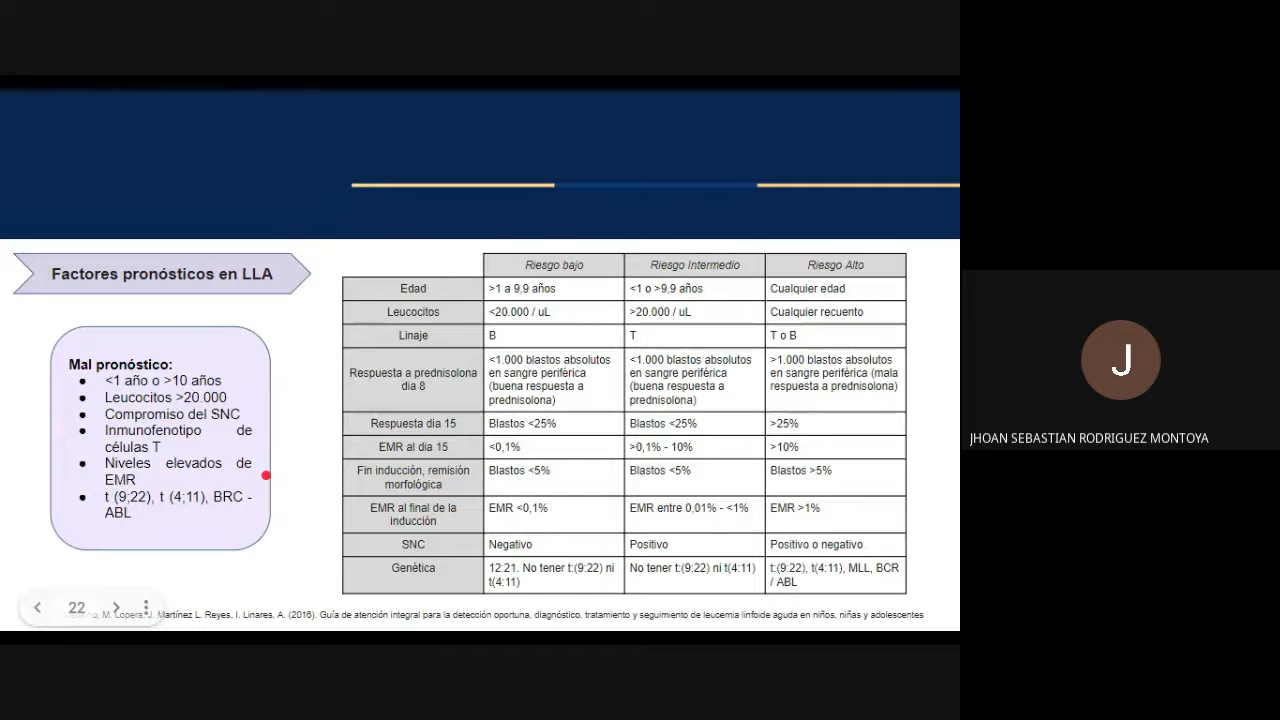 Factores pronósticos en LLA
Mal pronóstico:
● <1 año o >10 años
● Leucocitos >20.000
● Compromiso del SNC
● Inmunofenotipo de
células T
● Niveles elevados de
EMR
● t (9;22), t (4;11), BRC -
ABL
Riesgo bajo Riesgo Intermedio Riesgo Alto
Edad >1 a 9,9 años <1 o >9,9 años Cualquier edad
Leucocitos <20.000 / uL >20.000 / uL Cualquier recuento
Linaje B T T o B
Respuesta a prednisolona
dia 8
<1.000 blastos absolutos
en sangre periférica
(buena respuesta a
prednisolona)
<1.000 blastos absolutos
en sangre periférica
(buena respuesta a
prednisolona)
>1.000 blastos absolutos
en sangre periférica (mala
respuesta a prednisolona)
Respuesta dia 15 Blastos <25% Blastos <25% >25%
EMR al dia 15 <0,1% >0,1% - 10% >10%
Fin inducción, remisión
morfológica
Blastos <5% Blastos <5% Blastos >5%
EMR al final de la
inducción
EMR <0,1% EMR entre 0,01% - <1% EMR >1%
SNC Negativo Positivo Positivo o negativo
Genética
12:21. No tener t:(9:22) ni
t(4:11)
No tener t:(9:22) ni t(4:11)
t:(9:22), t(4:11), MLL, BCR
/ ABL
22
M. Lopera, J. Martínez L. Reyes, I. Linares, A. (2016). Guía de atención integral para la detección oportuna, diagnóstico, tratamiento y seguimiento de leucemia linfoide aguda en niños, niñas y adolescentes
J
JHOAN SEBASTIAN RODRIGUEZ MONTOYA